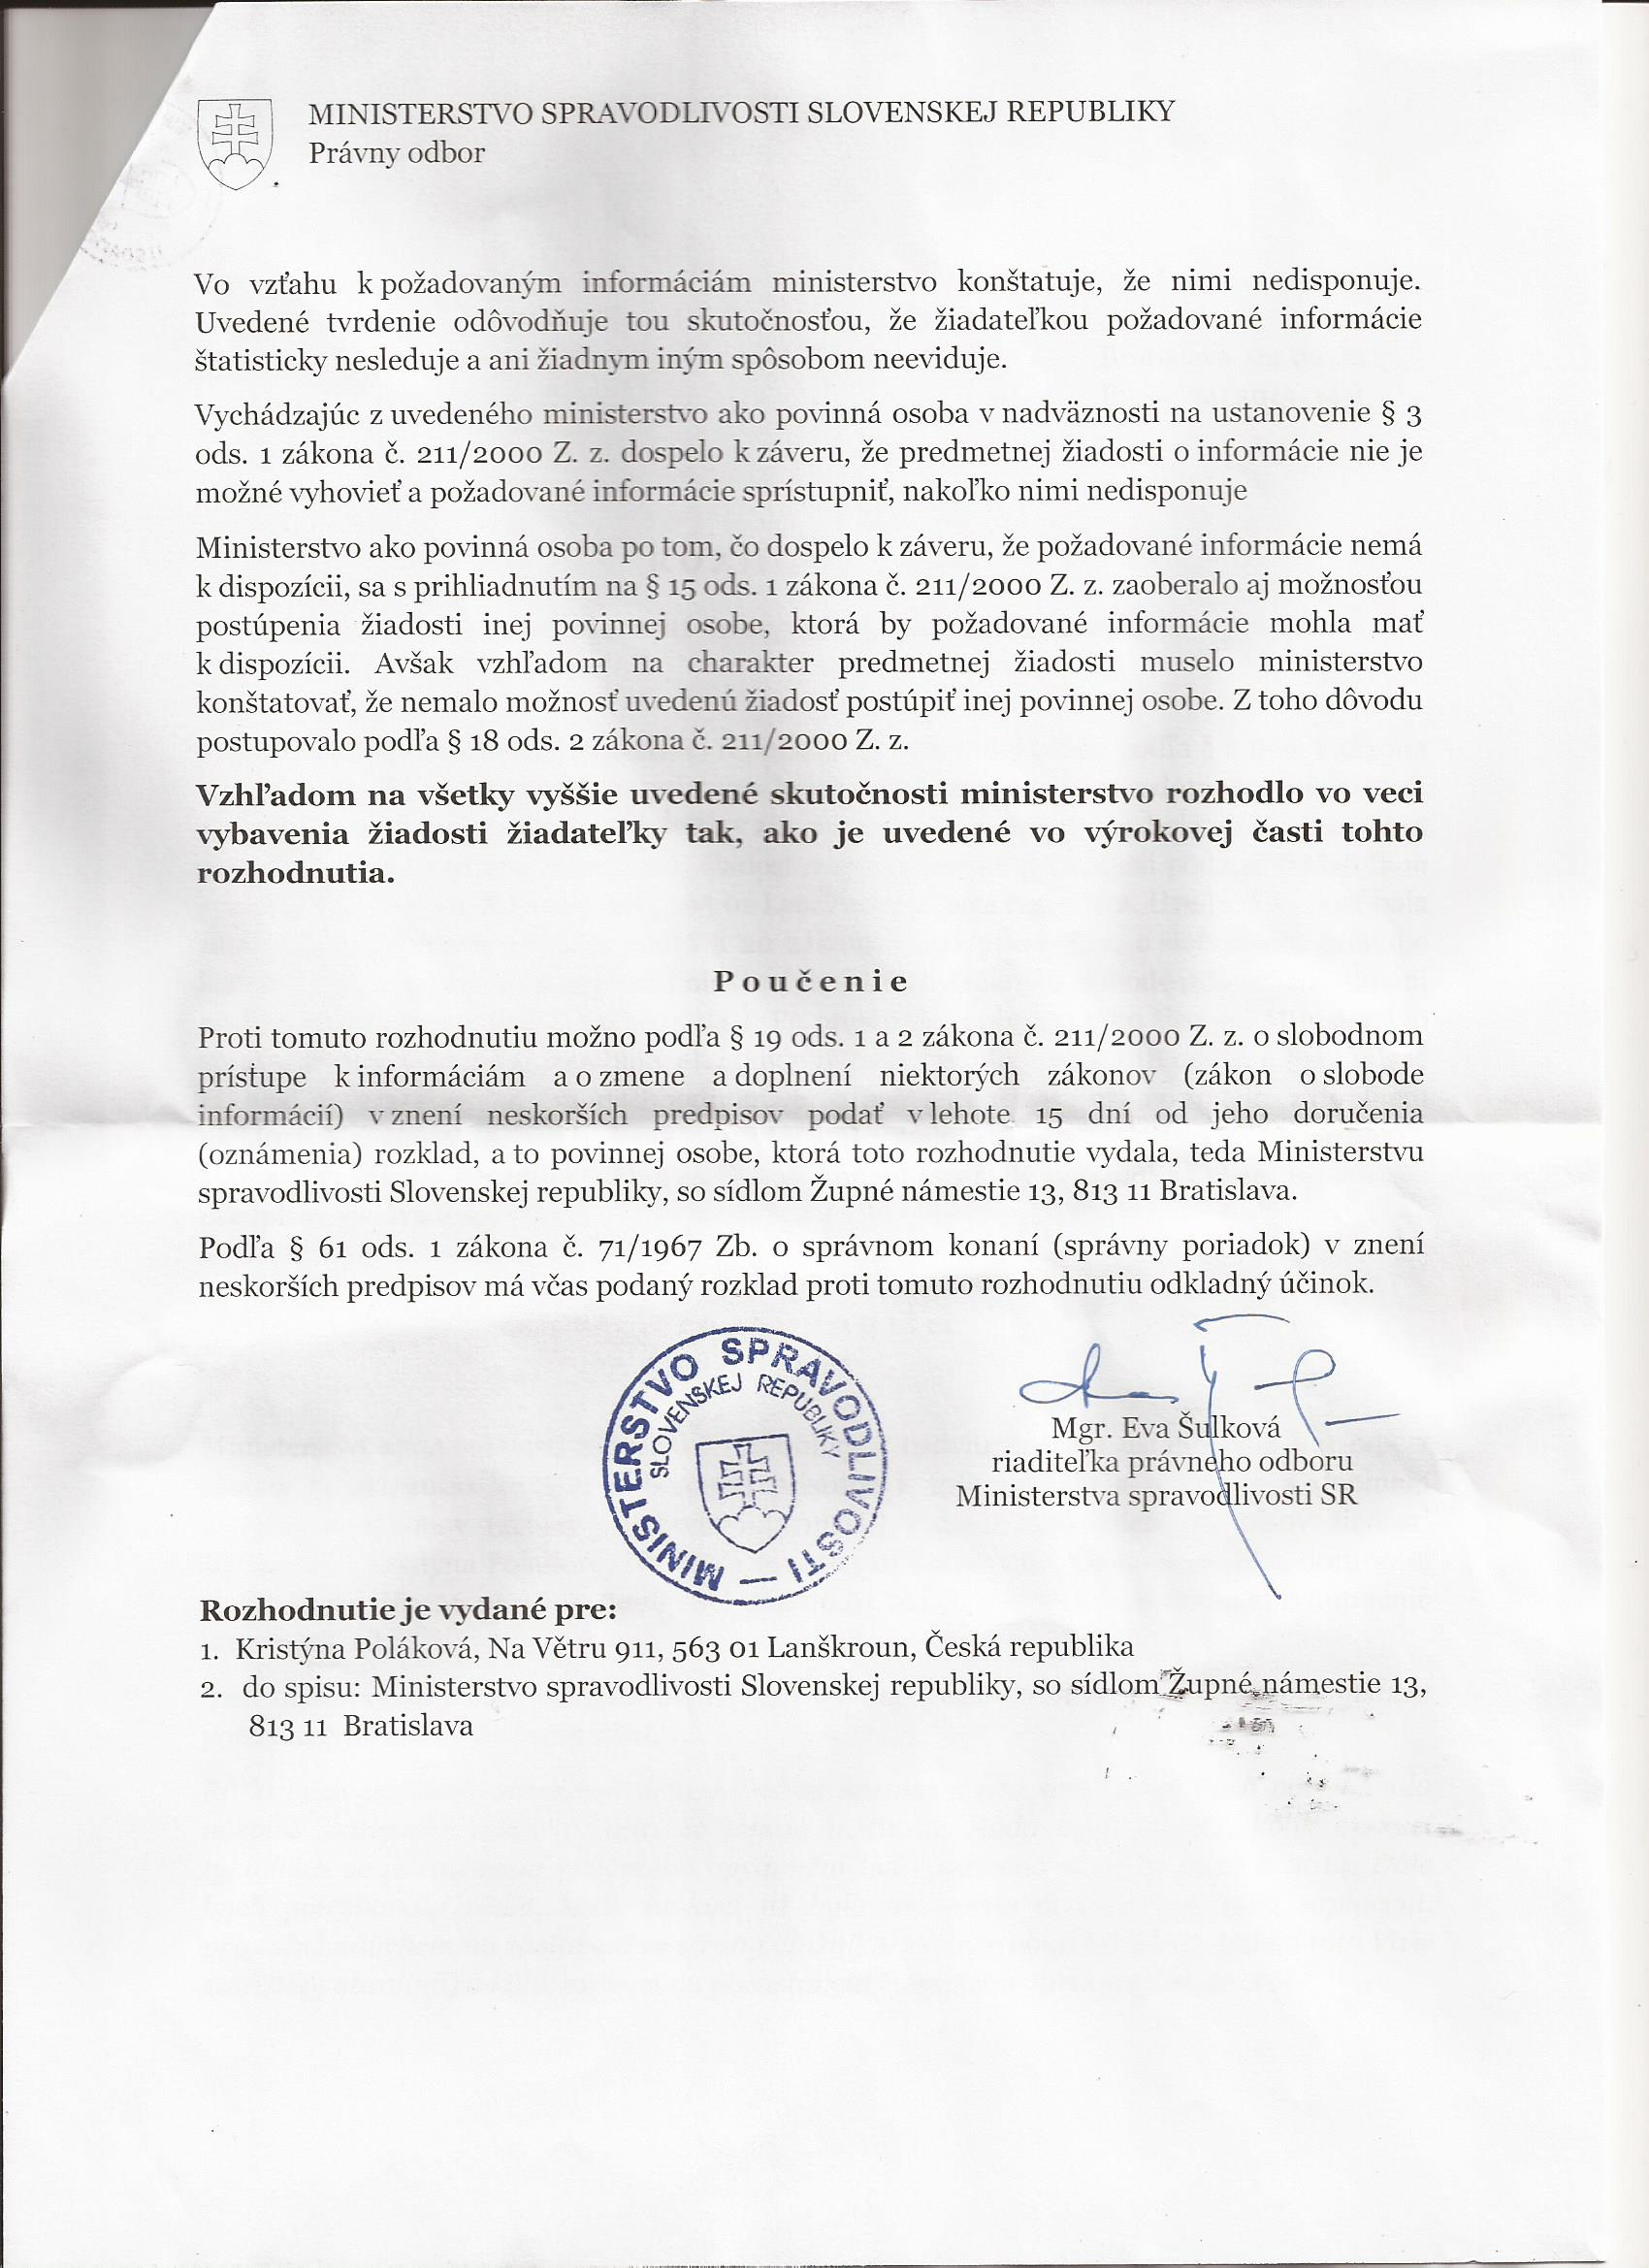 MINISTERSTVO SPRAVODLIVOSTI SLOVENSKEJ REPUBLIKY
Právny odbor
Vo vzťahu k požadovaným informáciám ministerstvo konštatuje, že nimi nedisponuje.
Uvedené tvrdenie odôvodňuje tou skutočnosťou, že žiadateľkou požadované informácie
štatisticky nesleduje a ani žiadnym iným spôsobom neeviduje.
Vychádzajúc z uvedeného ministerstvo ako povinná osoba v nadväznosti na ustanovenie § 3
ods. 1 zákona č. 211/2000 Z. z. dospelo k záveru, že predmetnej žiadosti o informácie nie je
možné vyhovieť a požadované informácie sprístupniť, nakoľko nimi nedisponuje
Ministerstvo ako povinná osoba po tom, čo dospelo k záveru, že požadované informácie nemá
k dispozícii, sa s prihliadnutím na § 15 ods. 1 zákona č. 211/2000 Z. z. zaoberalo aj možnosťou
postúpenia žiadosti inej povinnej osobe, ktorá by požadované informácie mohla mať
k dispozícii. Avšak vzhľadom na charakter predmetnej žiadosti muselo ministerstvo
konštatovať, že nemalo možnosť uvedenú žiadosť postúpiť inej povinnej osobe. Z toho dôvodu
postupovalo podľa § 18 ods. 2 zákona č. 211/2000 Z. z.
Vzhľadom na všetky vyššie uvedené skutočnosti ministerstvo rozhodlo vo veci
vybavenia žiadosti žiadateľky tak, ako je uvedené vo výrokovej časti tohto
rozhodnutia.
Poučenie
Proti tomuto rozhodnutiu možno podľa § 19 ods. 1 a 2 zákona č. 211/2000 Z. z. o slobodnom
prístupe k informáciám a o zmene a doplnení niektorých zákonov (zákon o slobode
informácií) v znení neskorších predpisov podať v lehote 15 dní od jeho doručenia
(oznámenia) rozklad, a to povinnej osobe, ktorá toto rozhodnutie vydala, teda Ministerstvu
spravodlivosti Slovenskej republiky, so sídlom Župné námestie 13, 813 11 Bratislava.
Podľa § 61 ods. 1 zákona č. 71/1967 Zb. o správnom konaní (správny poriadok) v znení
neskorších predpisov má včas podaný rozklad proti tomuto rozhodnutiu odkladný účinok.
MINISTERSTVO SPRAVODLIVOSTI —
SLOVENSKEJ REPUBLIKY
Mgr. Eva Šulková
riaditeľka právneho odboru
Ministerstva spravodlivosti SR
Rozhodnutie je vydané pre:
1. Kristýna Poláková, Na Větru 911, 563 01 Lanškroun, Česká republika
2. do spisu: Ministerstvo spravodlivosti Slovenskej republiky, so sídlom Župné námestie 13,
813 11 Bratislava